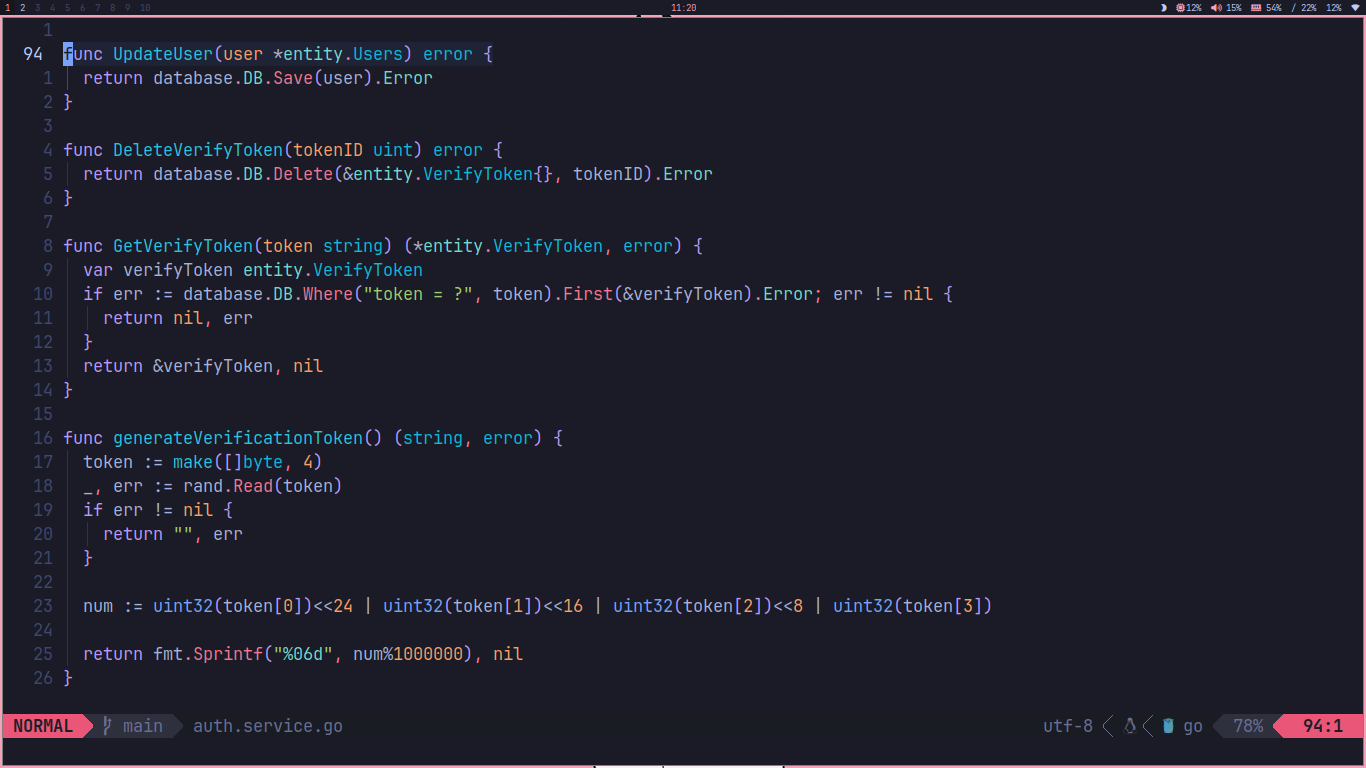 1 2 3 4 5 6 7 8 9 10 11:20 12% 15% 54% / 22% 12%
1
94 func UpdateUser(user *entity.Users) error {
1 return database.DB.Save(user).Error
2 }
3
4 func DeleteVerifyToken(tokenID uint) error {
5 return database.DB.Delete(&entity.VerifyToken{}, tokenID).Error
6 }
7
8 func GetVerifyToken(token string) (*entity.VerifyToken, error) {
9 var verifyToken entity.VerifyToken
10 if err := database.DB.Where("token = ?", token).First(&verifyToken).Error; err != nil {
11 return nil, err
12 }
13 return &verifyToken, nil
14 }
15
16 func generateVerificationToken() (string, error) {
17 token := make([]byte, 4)
18 _, err := rand.Read(token)
19 if err != nil {
20 return "", err
21 }
22
23 num := uint32(token[0])<<24 | uint32(token[1])<<16 | uint32(token[2])<<8 | uint32(token[3])
24
25 return fmt.Sprintf("%06d", num%1000000), nil
26 }
NORMAL main auth.service.go utf-8 go 78% 94:1